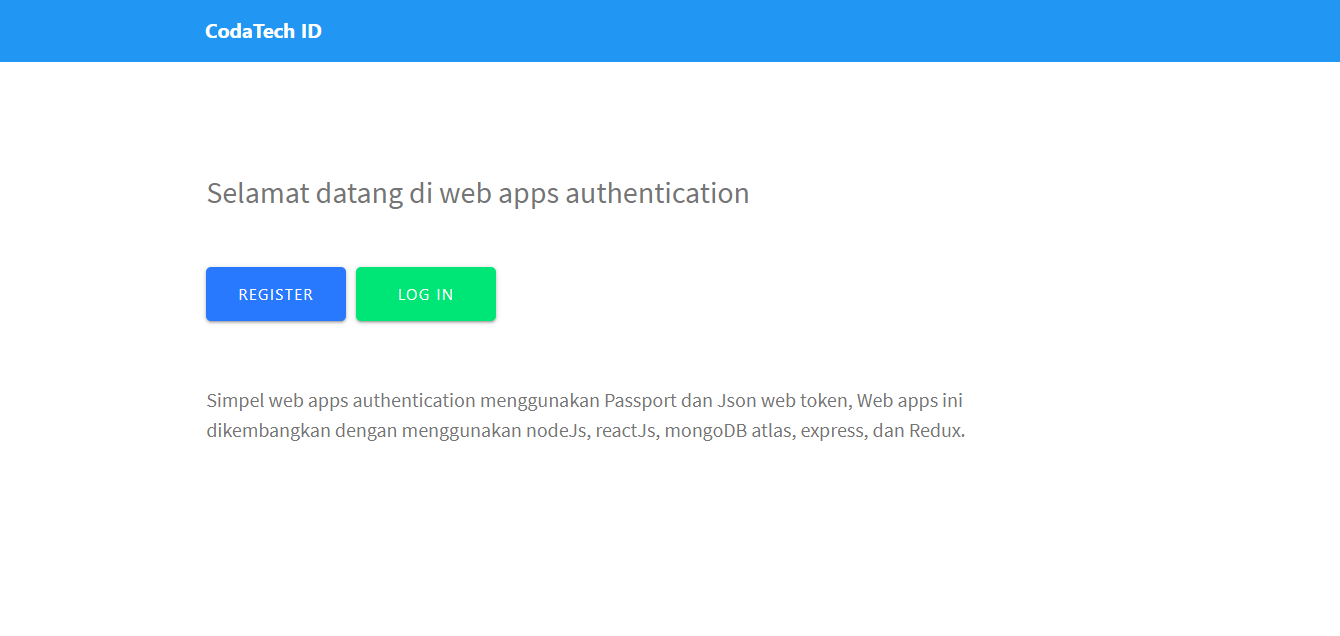 CodaTech ID
Selamat datang di web apps authentication
REGISTER
LOG IN
Simpel web apps authentication menggunakan Passport dan Json web token, Web apps ini
dikembangkan dengan menggunakan nodeJs, reactJs, mongoDB atlas, express, dan Redux.